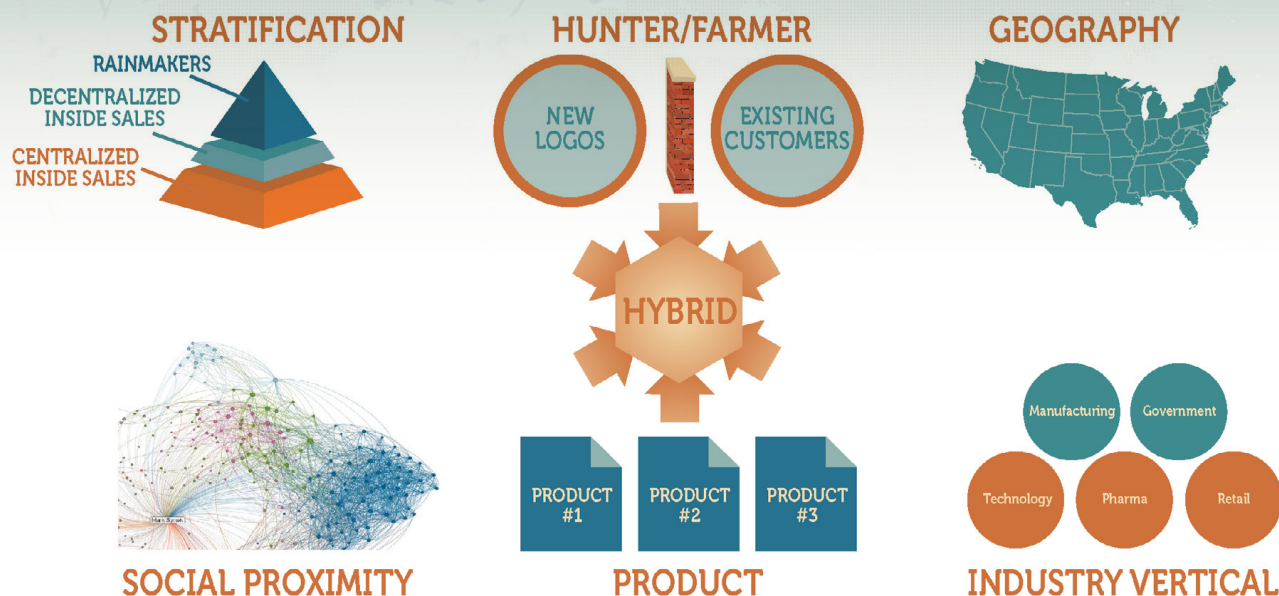 STRATIFICATION
RAINMAKERS
DECENTRALIZED
INSIDE SALES
CENTRALIZED
INSIDE SALES
HUNTER/FARMER
NEW
LOGOS
EXISTING
CUSTOMERS
GEOGRAPHY
HYBRID
SOCIAL PROXIMITY
PRODUCT
#1
PRODUCT
#2
PRODUCT
#3
PRODUCT
Manufacturing
Government
Technology
Pharma
Retail
INDUSTRY VERTICAL